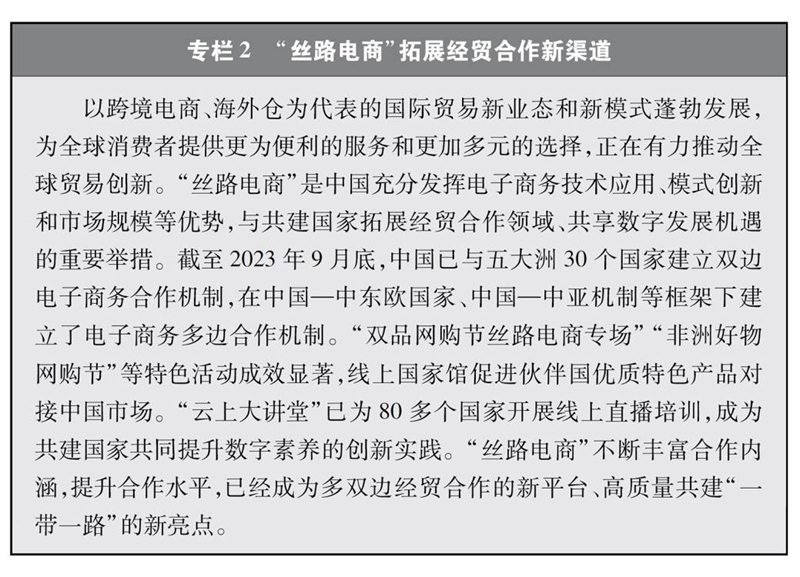 专栏 2 “丝路电商”拓展经贸合作新渠道
以跨境电商、海外仓为代表的国际贸易新业态和新模式蓬勃发展，
为全球消费者提供更为便利的服务和更加多元的选择，正在有力推动全
球贸易创新。“丝路电商”是中国充分发挥电子商务技术应用、模式创新
和市场规模等优势，与共建国家拓展经贸合作领域、共享数字发展机遇
的重要举措。截至 2023 年 9 月底，中国已与五大洲 30 个国家建立双边
电子商务合作机制，在中国—中东欧国家、中国—中亚机制等框架下建
立了电子商务多边合作机制。“双品网购节丝路电商专场”“非洲好物
网购节”等特色活动成效显著，线上国家馆促进伙伴国优质特色产品对
接中国市场。“云上大讲堂”已为 80 多个国家开展线上直播培训，成为
共建国家共同提升数字素养的创新实践。“丝路电商”不断丰富合作内
涵，提升合作水平，已经成为多双边经贸合作的新平台、高质量共建“一
带一路”的新亮点。